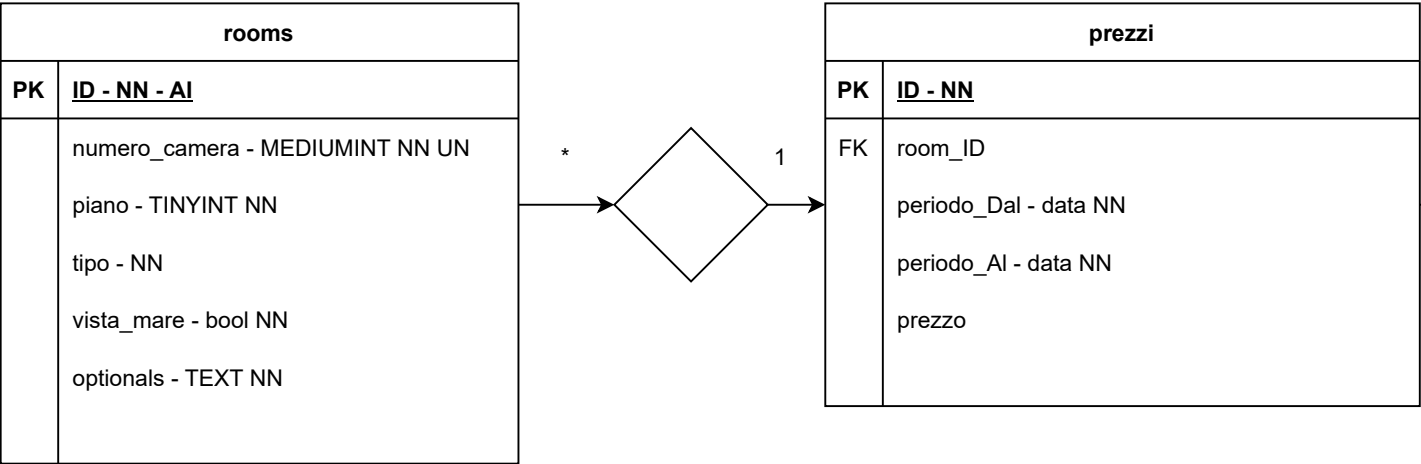 rooms
PK ID - NN - AI
numero_camera - MEDIUMINT NN UN
piano - TINYINT NN
tipo - NN
vista_mare - bool NN
optionals - TEXT NN
*
1
prezzi
PK ID - NN
FK room_ID
periodo_Dal - data NN
periodo_Al - data NN
prezzo